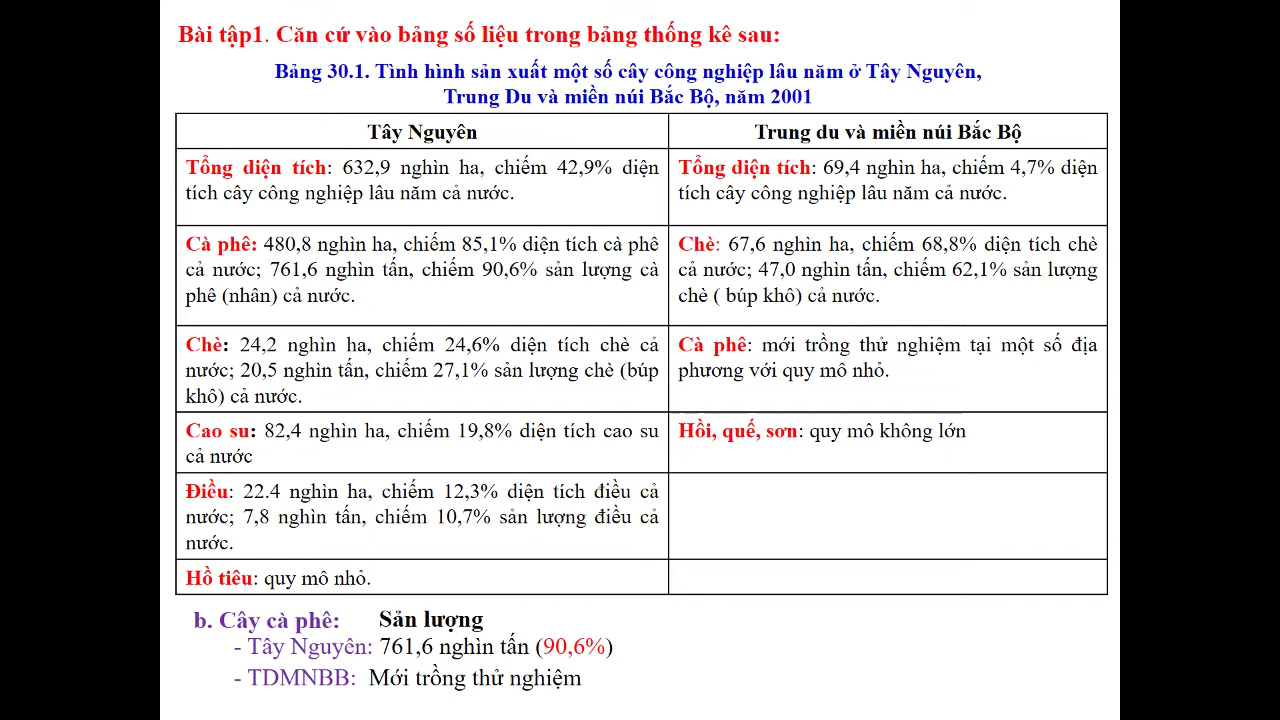 Bài tập1. Căn cứ vào bảng số liệu trong bảng thống kê sau:
Bảng 30.1. Tình hình sản xuất một số cây công nghiệp lâu năm ở Tây Nguyên,
Trung Du và miền núi Bắc Bộ, năm 2001
Tây Nguyên
Trung du và miền núi Bắc Bộ
Tổng diện tích: 632,9 nghìn ha, chiếm 42,9% diện
tích cây công nghiệp lâu năm cả nước.
Tổng diện tích: 69,4 nghìn ha, chiếm 4,7% diện
tích cây công nghiệp lâu năm cả nước.
Cà phê: 480,8 nghìn ha, chiếm 85,1% diện tích cà phê
cả nước; 761,6 nghìn tấn, chiếm 90,6% sản lượng cà
phê (nhân) cả nước.
Chè: 67,6 nghìn ha, chiếm 68,8% diện tích chè
cả nước; 47,0 nghìn tấn, chiếm 62,1% sản lượng
chè ( búp khô) cả nước.
Chè: 24,2 nghìn ha, chiếm 24,6% diện tích chè cả
nước; 20,5 nghìn tấn, chiếm 27,1% sản lượng chè (búp
khô) cả nước.
Cà phê: mới trồng thử nghiệm tại một số địa
phương với quy mô nhỏ.
Cao su: 82,4 nghìn ha, chiếm 19,8% diện tích cao su
cả nước
Hồi, quế, sơn: quy mô không lớn
Điều: 22.4 nghìn ha, chiếm 12,3% diện tích điều cả
nước; 7,8 nghìn tấn, chiếm 10,7% sản lượng điều cả
nước.
Hồ tiêu: quy mô nhỏ.
b. Cây cà phê: Sản lượng
- Tây Nguyên: 761,6 nghìn tấn (90,6%)
- TDMNBB: Mới trồng thử nghiệm